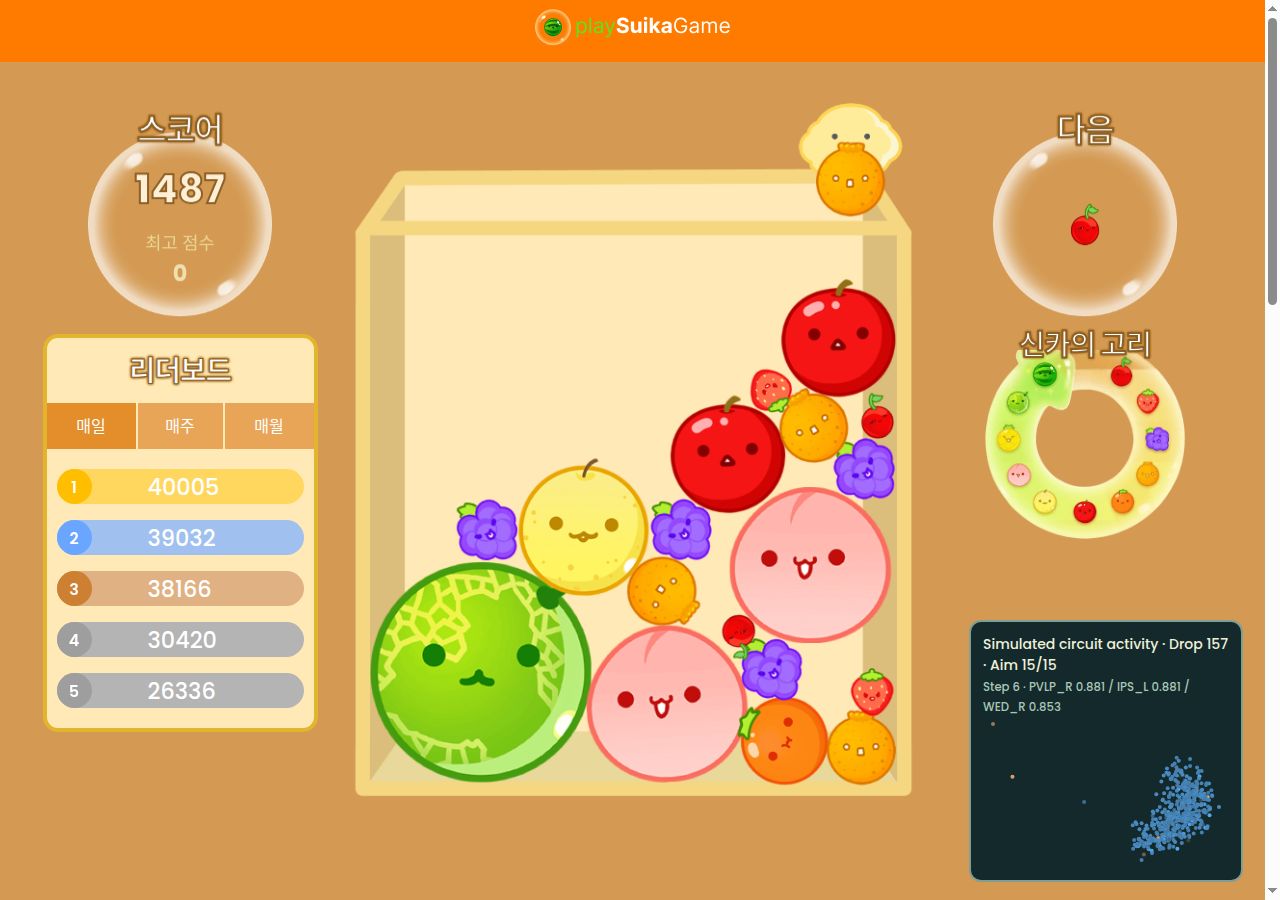 playSuikaGame
스코어
1487
최고 점수
0
다음
리더보드
매일 매주 매월
1 40005
2 39032
3 38166
4 30420
5 26336
신카의 고리
Simulated circuit activity · Drop 157
· Aim 15/15
Step 6 · PVLP_R 0.881 / IPS_L 0.881 /
WED_R 0.853